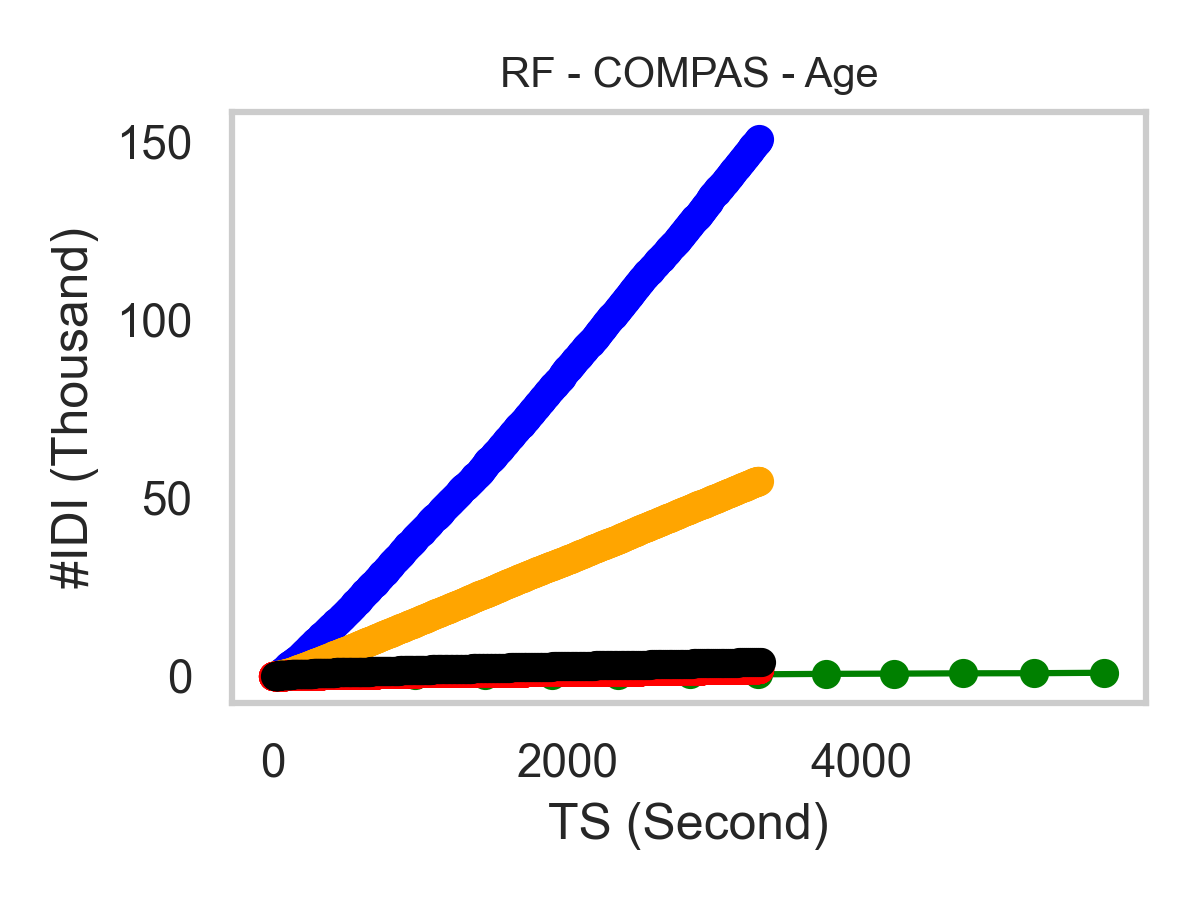 RF - COMPAS - Age
150
100
50
0
#IDI (Thousand)
0 2000 4000
TS (Second)